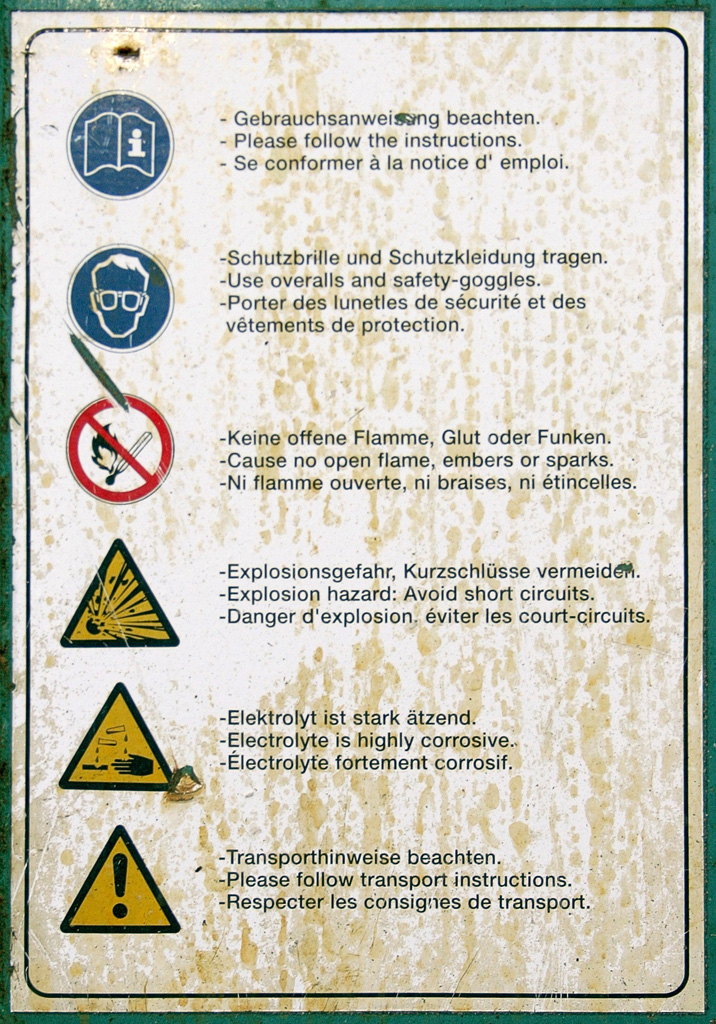 - Gebrauchsanweisung beachten.
- Please follow the instructions.
- Se conformer à la notice d' emploi.
-Schutzbrille und Schutzkleidung tragen.
-Use overalls and safety-goggles.
-Porter des lunetles de sécurité et des
vêtements de protection.
-Keine offene Flamme, Glut oder Funken.
-Cause no open flame, embers or sparks.
-Ni flamme ouverte, ni braises, ni étincelles.
-Explosionsgefahr, Kurzschlüsse vermeiden.
-Explosion hazard: Avoid short circuits.
-Danger d'explosion. éviter les court-circuits.
-Elektrolyt ist stark ätzend.
-Electrolyte is highly corrosive.
-Électrolyte fortement corrosif.
-Transporthinweise beachten.
-Please follow transport instructions.
-Respecter les consignes de transport.